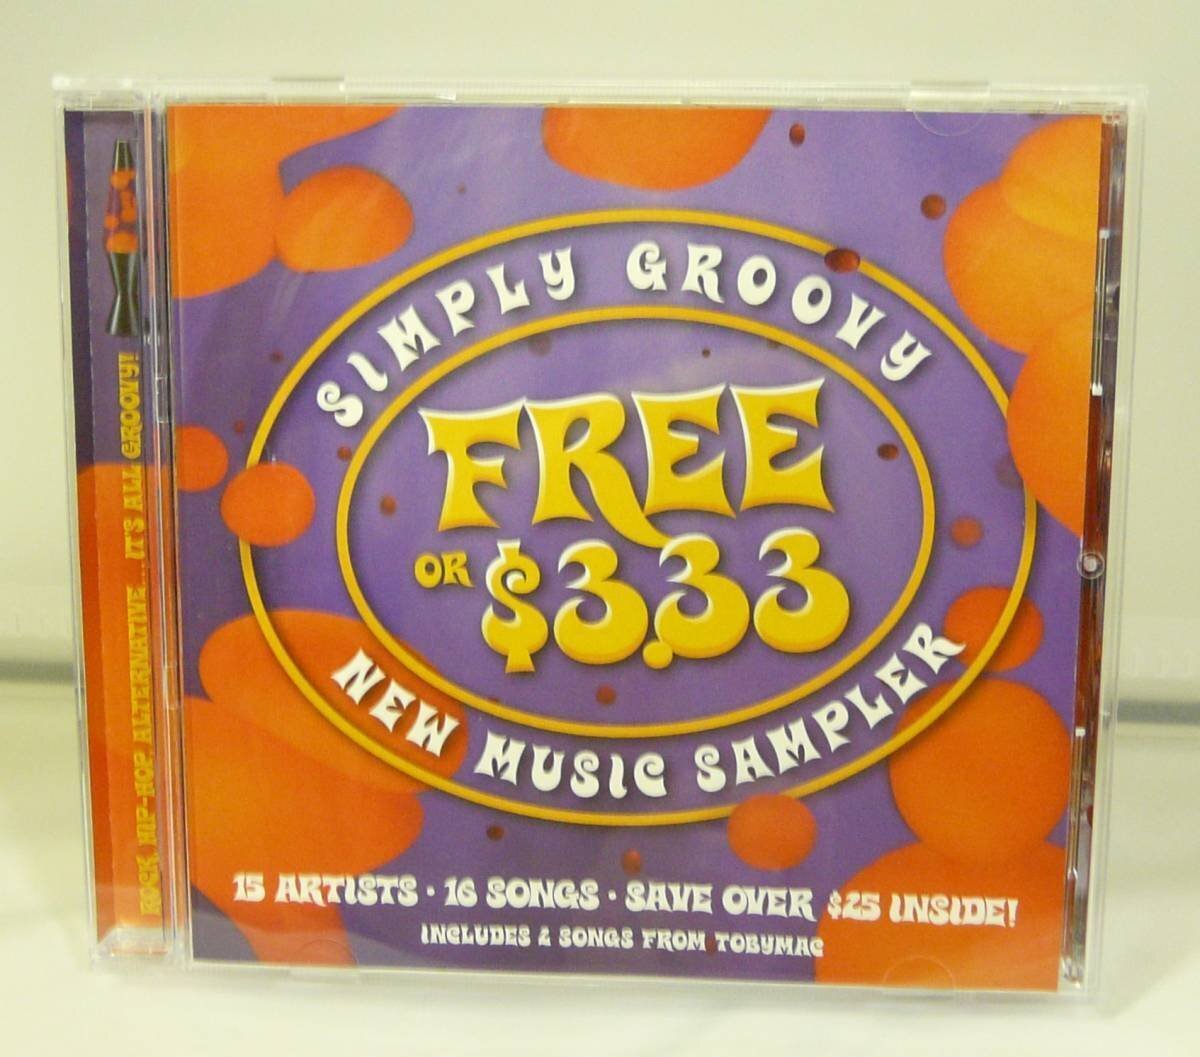 SIMPLY GROOVY
FREE
OR $3.33
NEW MUSIC SAMPLER
15 ARTISTS · 16 SONGS · SAVE OVER $25 INSIDE!
INCLUDES 2 SONGS FROM TOBYMAC
ROCK, HIP-HOP, ALTERNATIVE...IT'S ALL GROOVY!